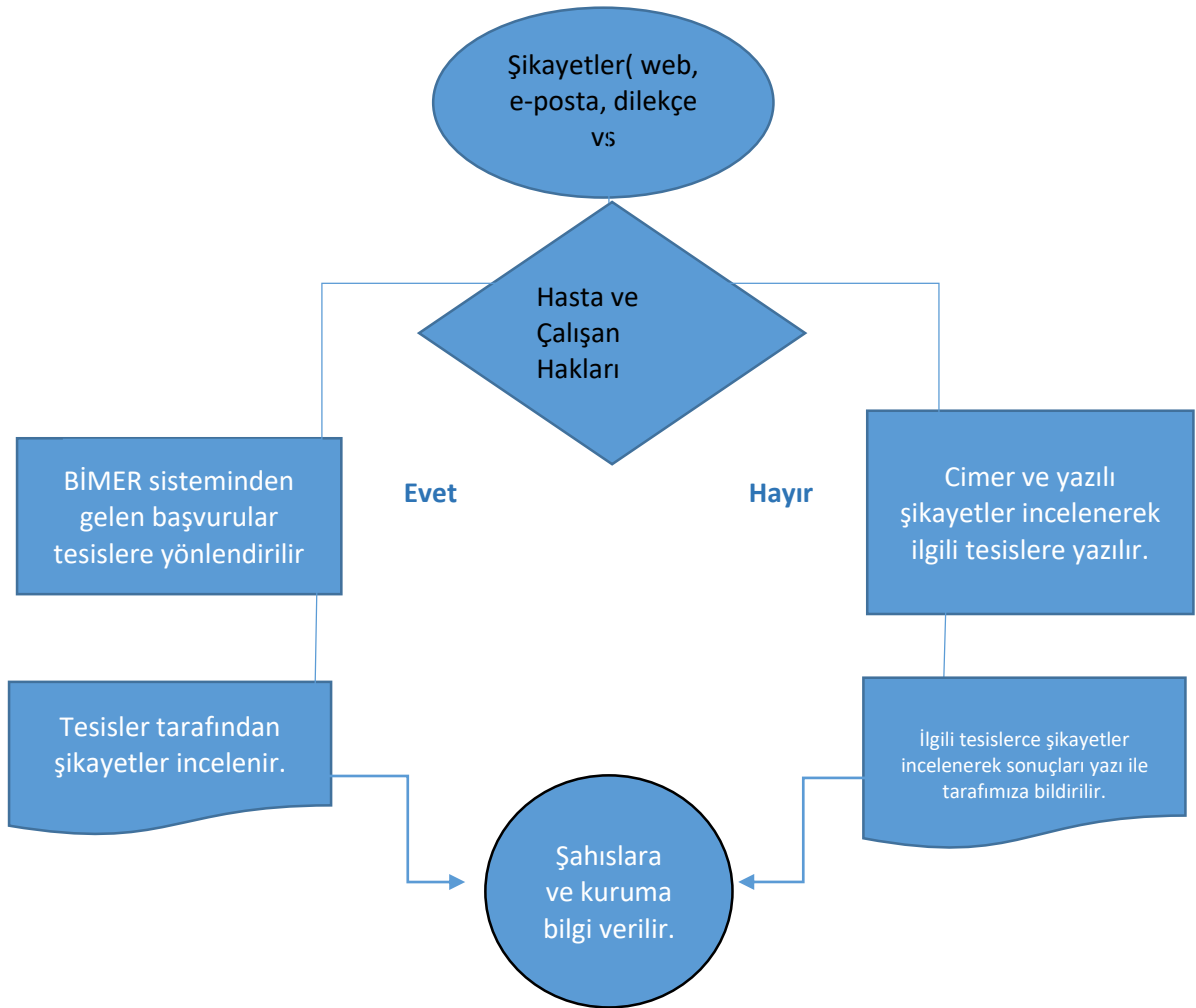 Şikayetler( web,
e-posta, dilekçe
vs
Hasta ve
Çalışan
Hakları
Evet
Hayır
BİMER sisteminden
gelen başvurular
tesislere yönlendirilir
Cimer ve yazılı
şikayetler incelenerek
ilgili tesislere yazılır.
Tesisler tarafından
şikayetler incelenir.
İlgili tesislerce şikayetler
incelenerek sonuçları yazı ile
tarafımıza bildirilir.
Şahıslara
ve kuruma
bilgi verilir.